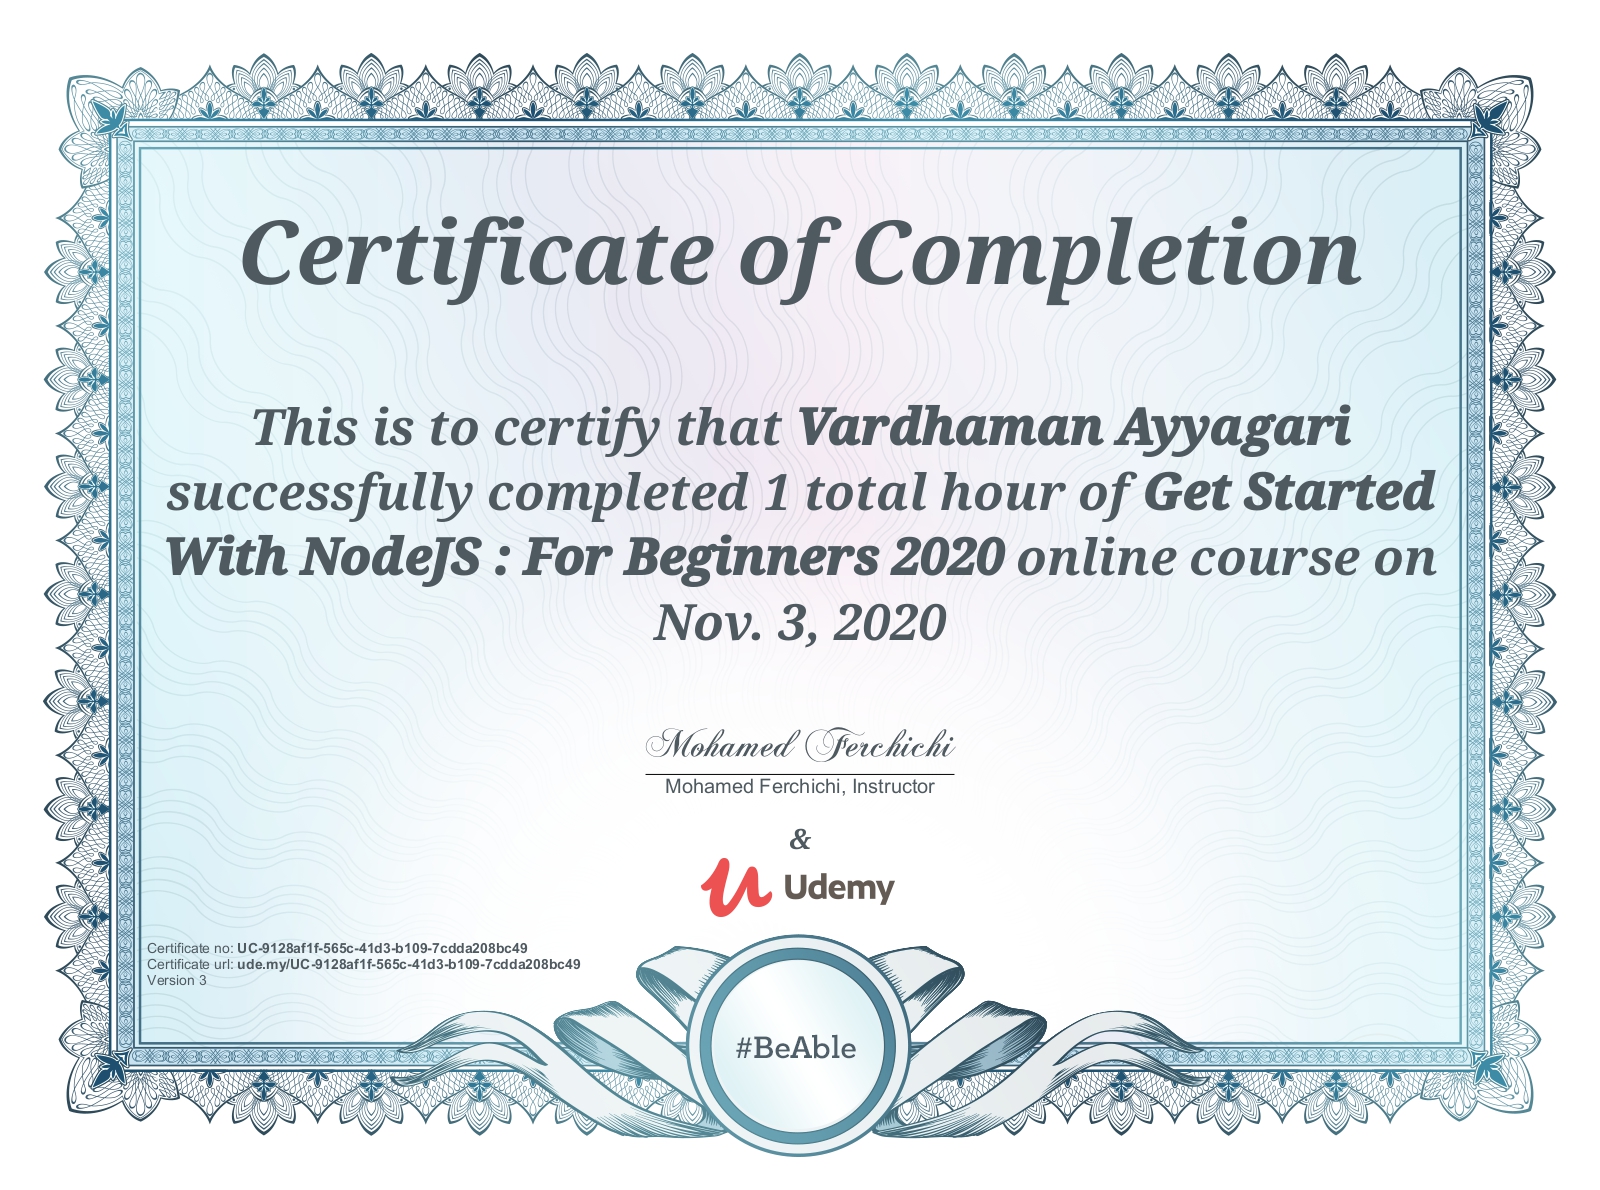 Certificate of Completion
This is to certify that Vardhaman Ayyagari
successfully completed 1 total hour of Get Started
With NodeJS : For Beginners 2020 online course on
Nov. 3, 2020
Mohamed Ferchichi
Mohamed Ferchichi, Instructor
&
Udemy
Certificate no: UC-9128af1f-565c-41d3-b109-7cdda208bc49
Certificate url: ude.my/UC-9128af1f-565c-41d3-b109-7cdda208bc49
Version 3
#BeAble